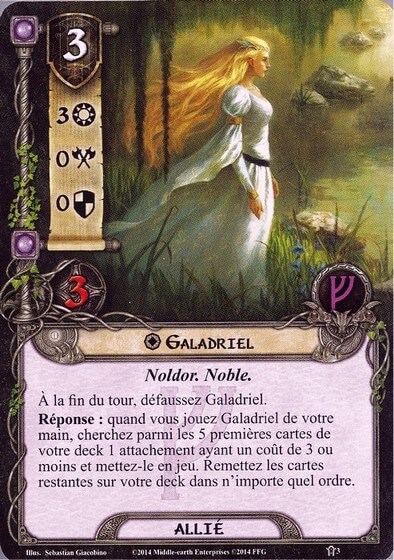 3
3
0
0
3
GALADRIEL
Noldor. Noble.
À la fin du tour, défaussez Galadriel.
Réponse : quand vous jouez Galadriel de votre
main, cherchez parmi les 5 premières cartes de
votre deck 1 attachement ayant un coût de 3 ou
moins et mettez-le en jeu. Remettez les cartes
restantes sur votre deck dans n'importe quel ordre.
ALLIÉ
Illus. Sebastian Giacobino ©2014 Middle-earth Enterprises ©2014 FFG 3